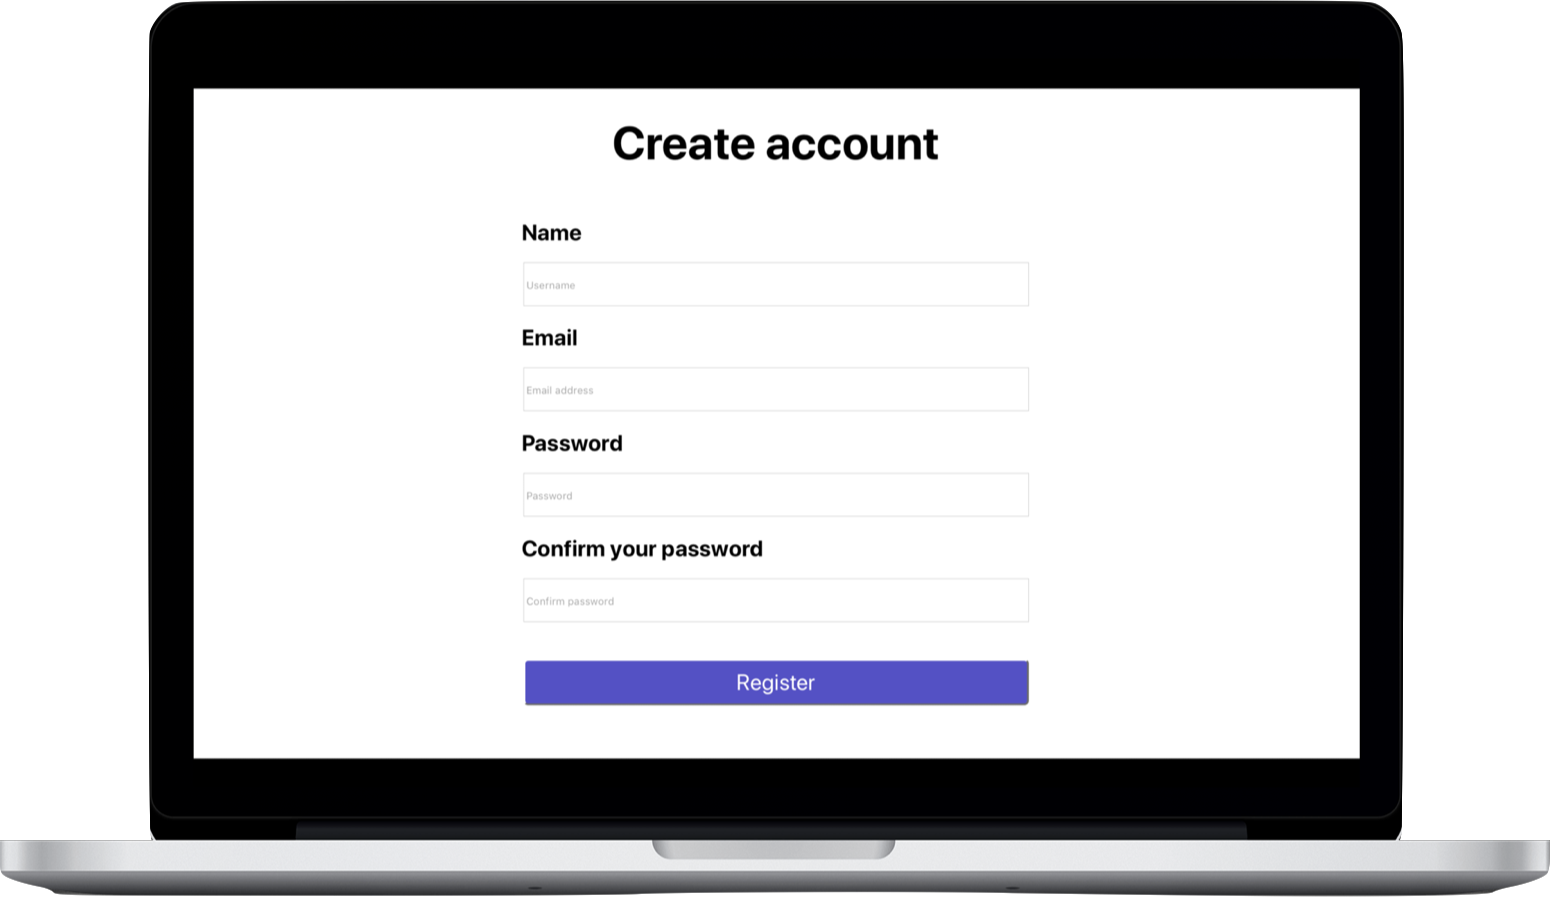 Create account
Name
Username
Email
Email address
Password
Password
Confirm your password
Confirm password
Register